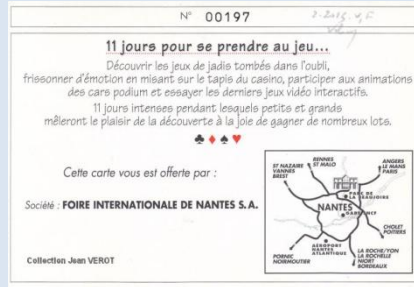 N° 00197
11 jours pour se prendre au jeu...
Découvrir les jeux de jadis tombés dans l'oubli,
frissonner d'émotion en misant sur le tapis du casino, participer aux animations
des cars podium et essayer les derniers jeux vidéo interactifs.
11 jours intenses pendant lesquels petits et grands
mêleront le plaisir de la découverte à la joie de gagner de nombreux lots.
♣ ♦ ♠ ♥
Cette carte vous est offerte par :
Société : FOIRE INTERNATIONALE DE NANTES S.A.
Collection Jean VEROT
ST NAZAIRE
VANNES
BREST
RENNES
ST MALO
ANGERS
LE MANS
PARIS
PARC DE
LA BEAUJOIRE
NANTES
CHOLET
POITIERS
AEROPORT
NANTES
ATLANTIQUE
PORNIC
NOIRMOUTIER
LA ROCHE/YON
LA ROCHELLE
NIORT
BORDEAUX